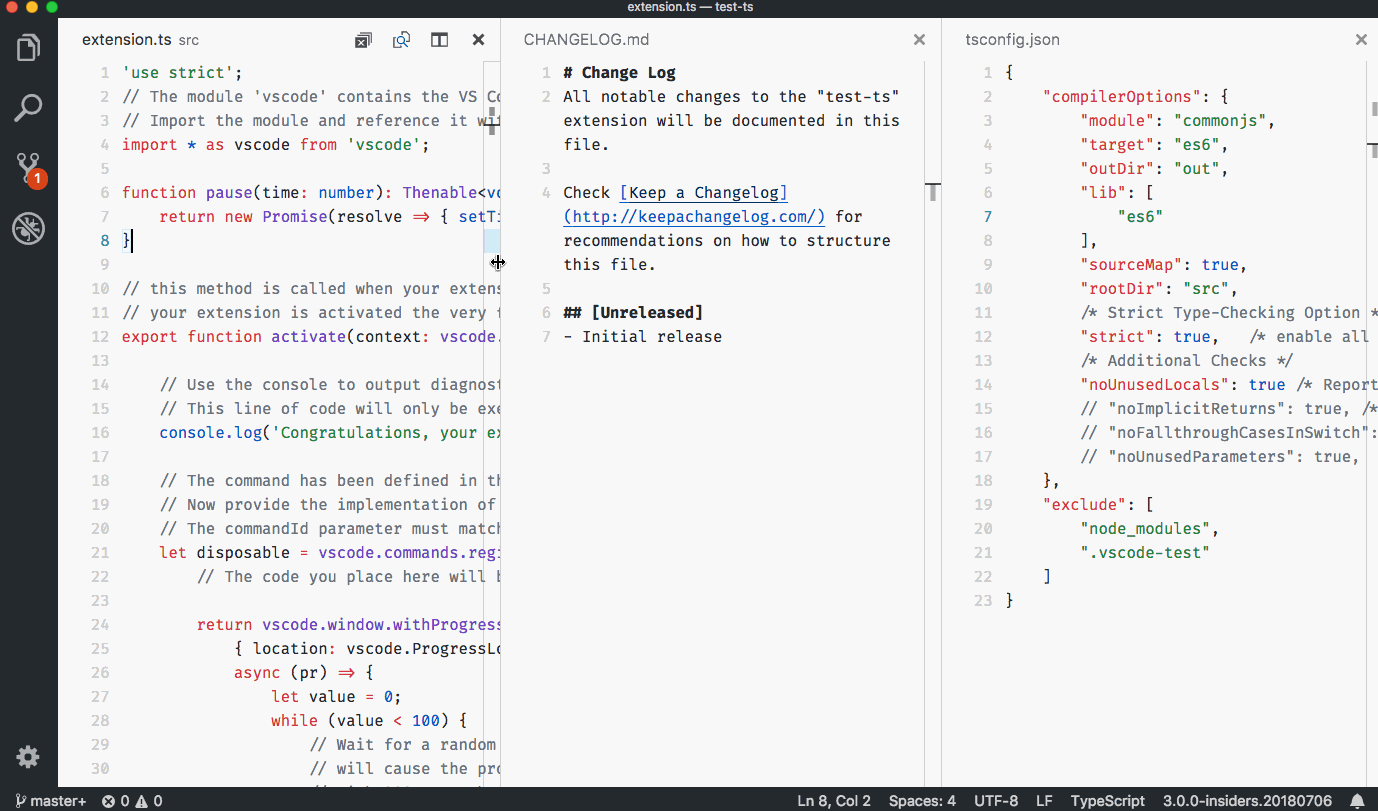 extension.ts — test-ts
extension.ts src
1 'use strict';
2 // The module 'vscode' contains the VS Co
3 // Import the module and reference it wit
4 import * as vscode from 'vscode';
5
6 function pause(time: number): Thenable<vo
7 return new Promise(resolve => { setTi
8 }
9
10 // this method is called when your extens
11 // your extension is activated the very f
12 export function activate(context: vscode.
13
14 // Use the console to output diagnost
15 // This line of code will only be exe
16 console.log('Congratulations, your ex
17
18 // The command has been defined in th
19 // Now provide the implementation of
20 // The commandId parameter must match
21 let disposable = vscode.commands.regi
22 // The code you place here will b
23
24 return vscode.window.withProgress
25 { location: vscode.ProgressLo
26 async (pr) => {
27 let value = 0;
28 while (value < 100) {
29 // Wait for a random
30 // will cause the pro
CHANGELOG.md
1 # Change Log
2 All notable changes to the "test-ts"
extension will be documented in this
file.
3
4 Check [Keep a Changelog]
(http://keepachangelog.com/) for
recommendations on how to structure
this file.
5
6 ## [Unreleased]
7 - Initial release
tsconfig.json
1 {
2 "compilerOptions": {
3 "module": "commonjs",
4 "target": "es6",
5 "outDir": "out",
6 "lib": [
7 "es6"
8 ],
9 "sourceMap": true,
10 "rootDir": "src",
11 /* Strict Type-Checking Option *
12 "strict": true, /* enable all
13 /* Additional Checks */
14 "noUnusedLocals": true /* Report
15 // "noImplicitReturns": true, /*
16 // "noFallthroughCasesInSwitch":
17 // "noUnusedParameters": true,
18 },
19 "exclude": [
20 "node_modules",
21 ".vscode-test"
22 ]
23 }
1
master+ 0 0 Ln 8, Col 2 Spaces: 4 UTF-8 LF TypeScript 3.0.0-insiders.20180706